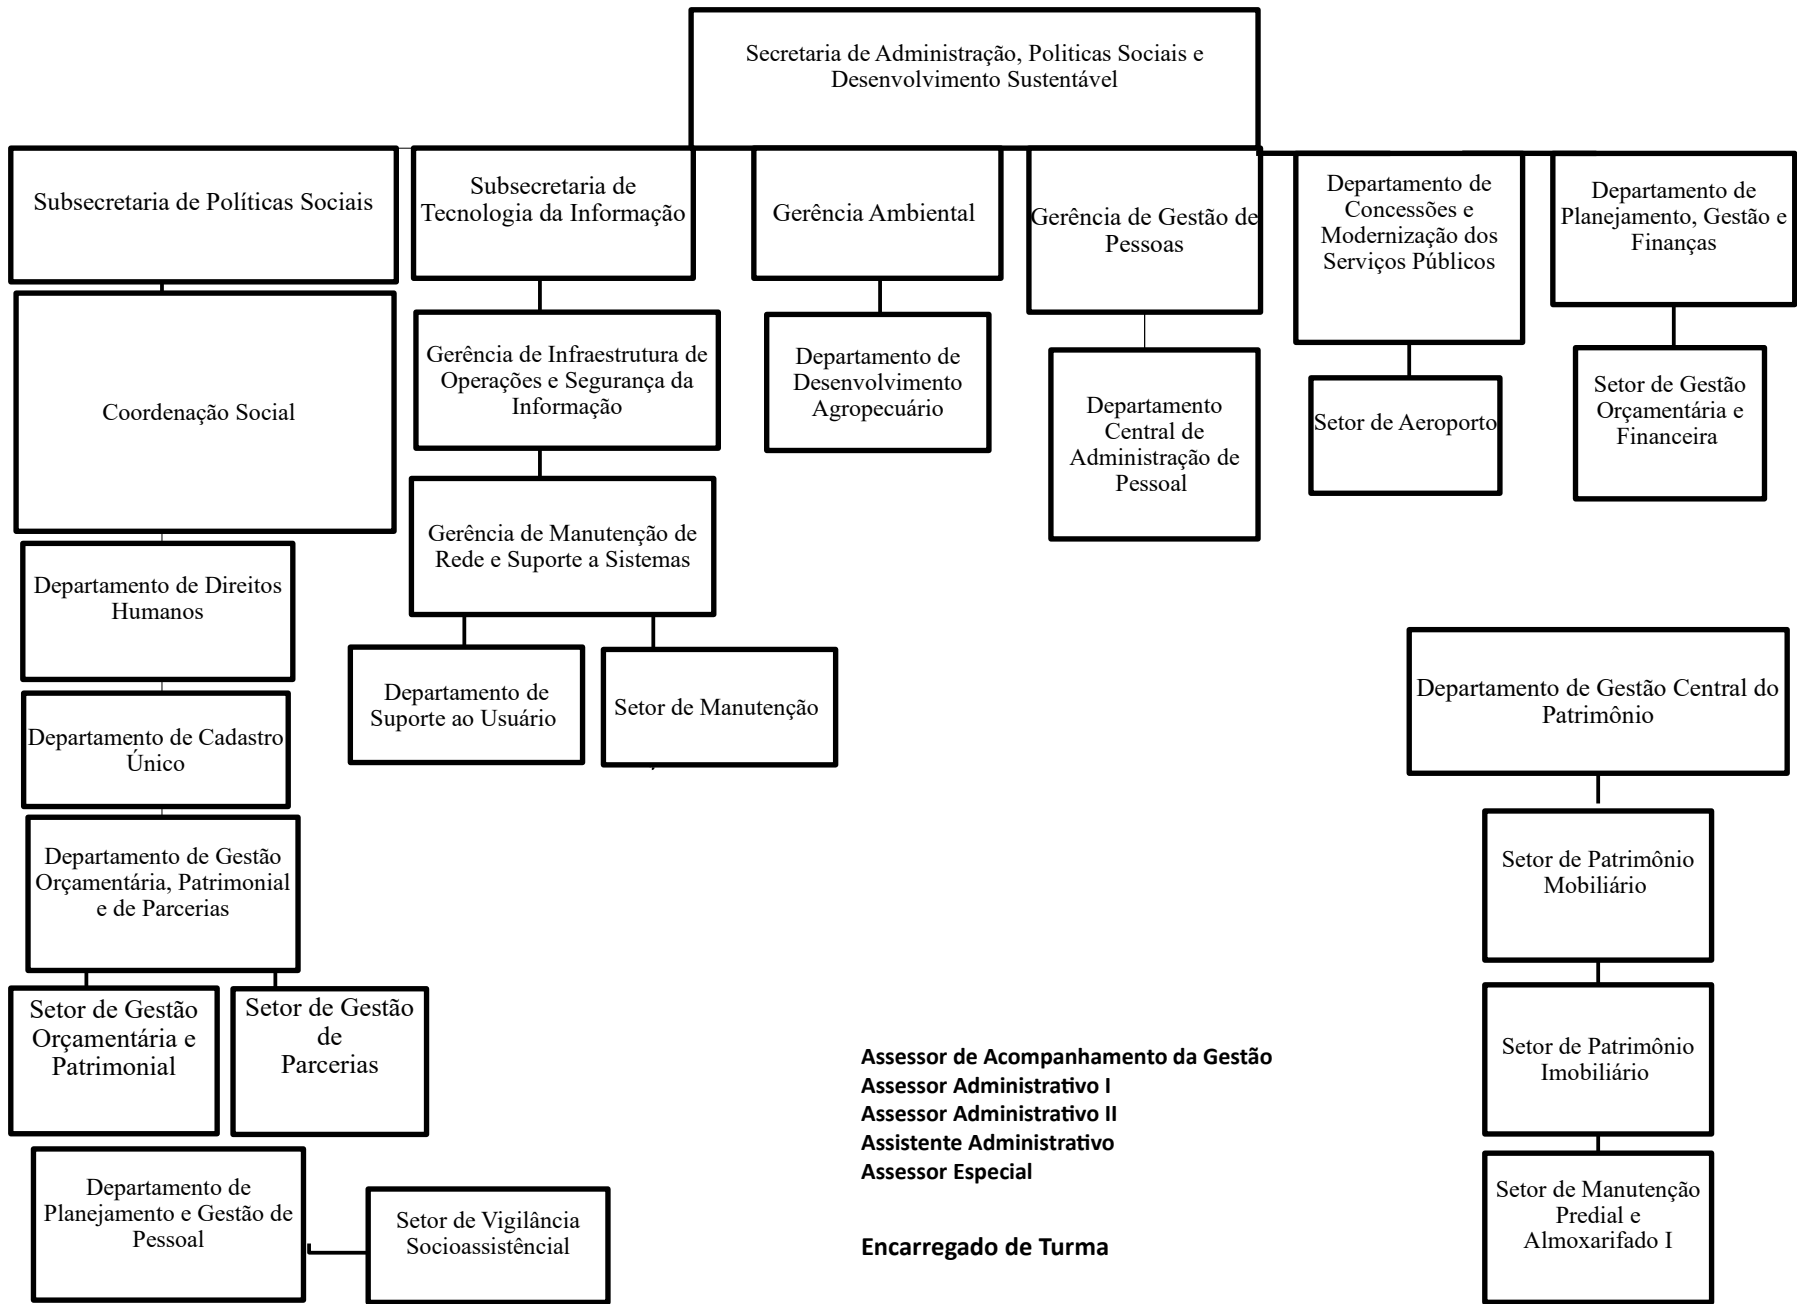 Secretaria de Administração, Politicas Sociais e
Desenvolvimento Sustentável
Subsecretaria de Políticas Sociais
Subsecretaria de
Tecnologia da Informação
Gerência Ambiental
Gerência de Gestão de
Pessoas
Departamento de
Concessões e
Modernização dos
Serviços Públicos
Departamento de
Planejamento, Gestão e
Finanças
Coordenação Social
Gerência de Infraestrutura de
Operações e Segurança da
Informação
Departamento de
Desenvolvimento
Agropecuário
Departamento
Central de
Administração de
Pessoal
Setor de Aeroporto
Setor de Gestão
Orçamentária e
Financeira
Gerência de Manutenção de
Rede e Suporte a Sistemas
Departamento de Direitos
Humanos
Departamento de
Suporte ao Usuário
Setor de Manutenção
Departamento de Gestão Central do
Patrimônio
Departamento de Cadastro
Único
Departamento de Gestão
Orçamentária, Patrimonial
e de Parcerias
Setor de Patrimônio
Mobiliário
Setor de Gestão
Orçamentária e
Patrimonial
Setor de Gestão
de
Parcerias
Setor de Patrimônio
Imobiliário
Assessor de Acompanhamento da Gestão
Assessor Administrativo I
Assessor Administrativo II
Assistente Administrativo
Assessor Especial
Departamento de
Planejamento e Gestão de
Pessoal
Setor de Vigilância
Socioassistêncial
Encarregado de Turma
Setor de Manutenção
Predial e
Almoxarifado I